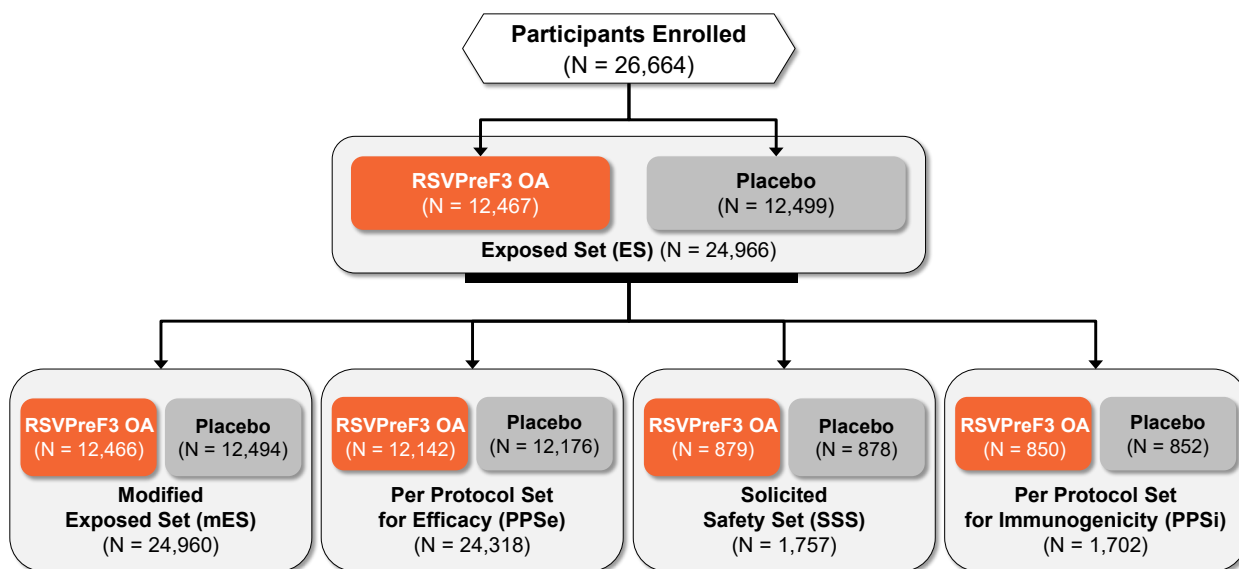 Participants Enrolled
(N = 26,664)
RSVPreF3 OA
(N = 12,467)
Placebo
(N = 12,499)
Exposed Set (ES) (N = 24,966)
RSVPreF3 OA
(N = 12,466)
Placebo
(N = 12,494)
Modified
Exposed Set (mES)
(N = 24,960)
RSVPreF3 OA
(N = 12,142)
Placebo
(N = 12,176)
Per Protocol Set
for Efficacy (PPSe)
(N = 24,318)
RSVPreF3 OA
(N = 879)
Placebo
(N = 878)
Solicited
Safety Set (SSS)
(N = 1,757)
RSVPreF3 OA
(N = 850)
Placebo
(N = 852)
Per Protocol Set
for Immunogenicity (PPSi)
(N = 1,702)